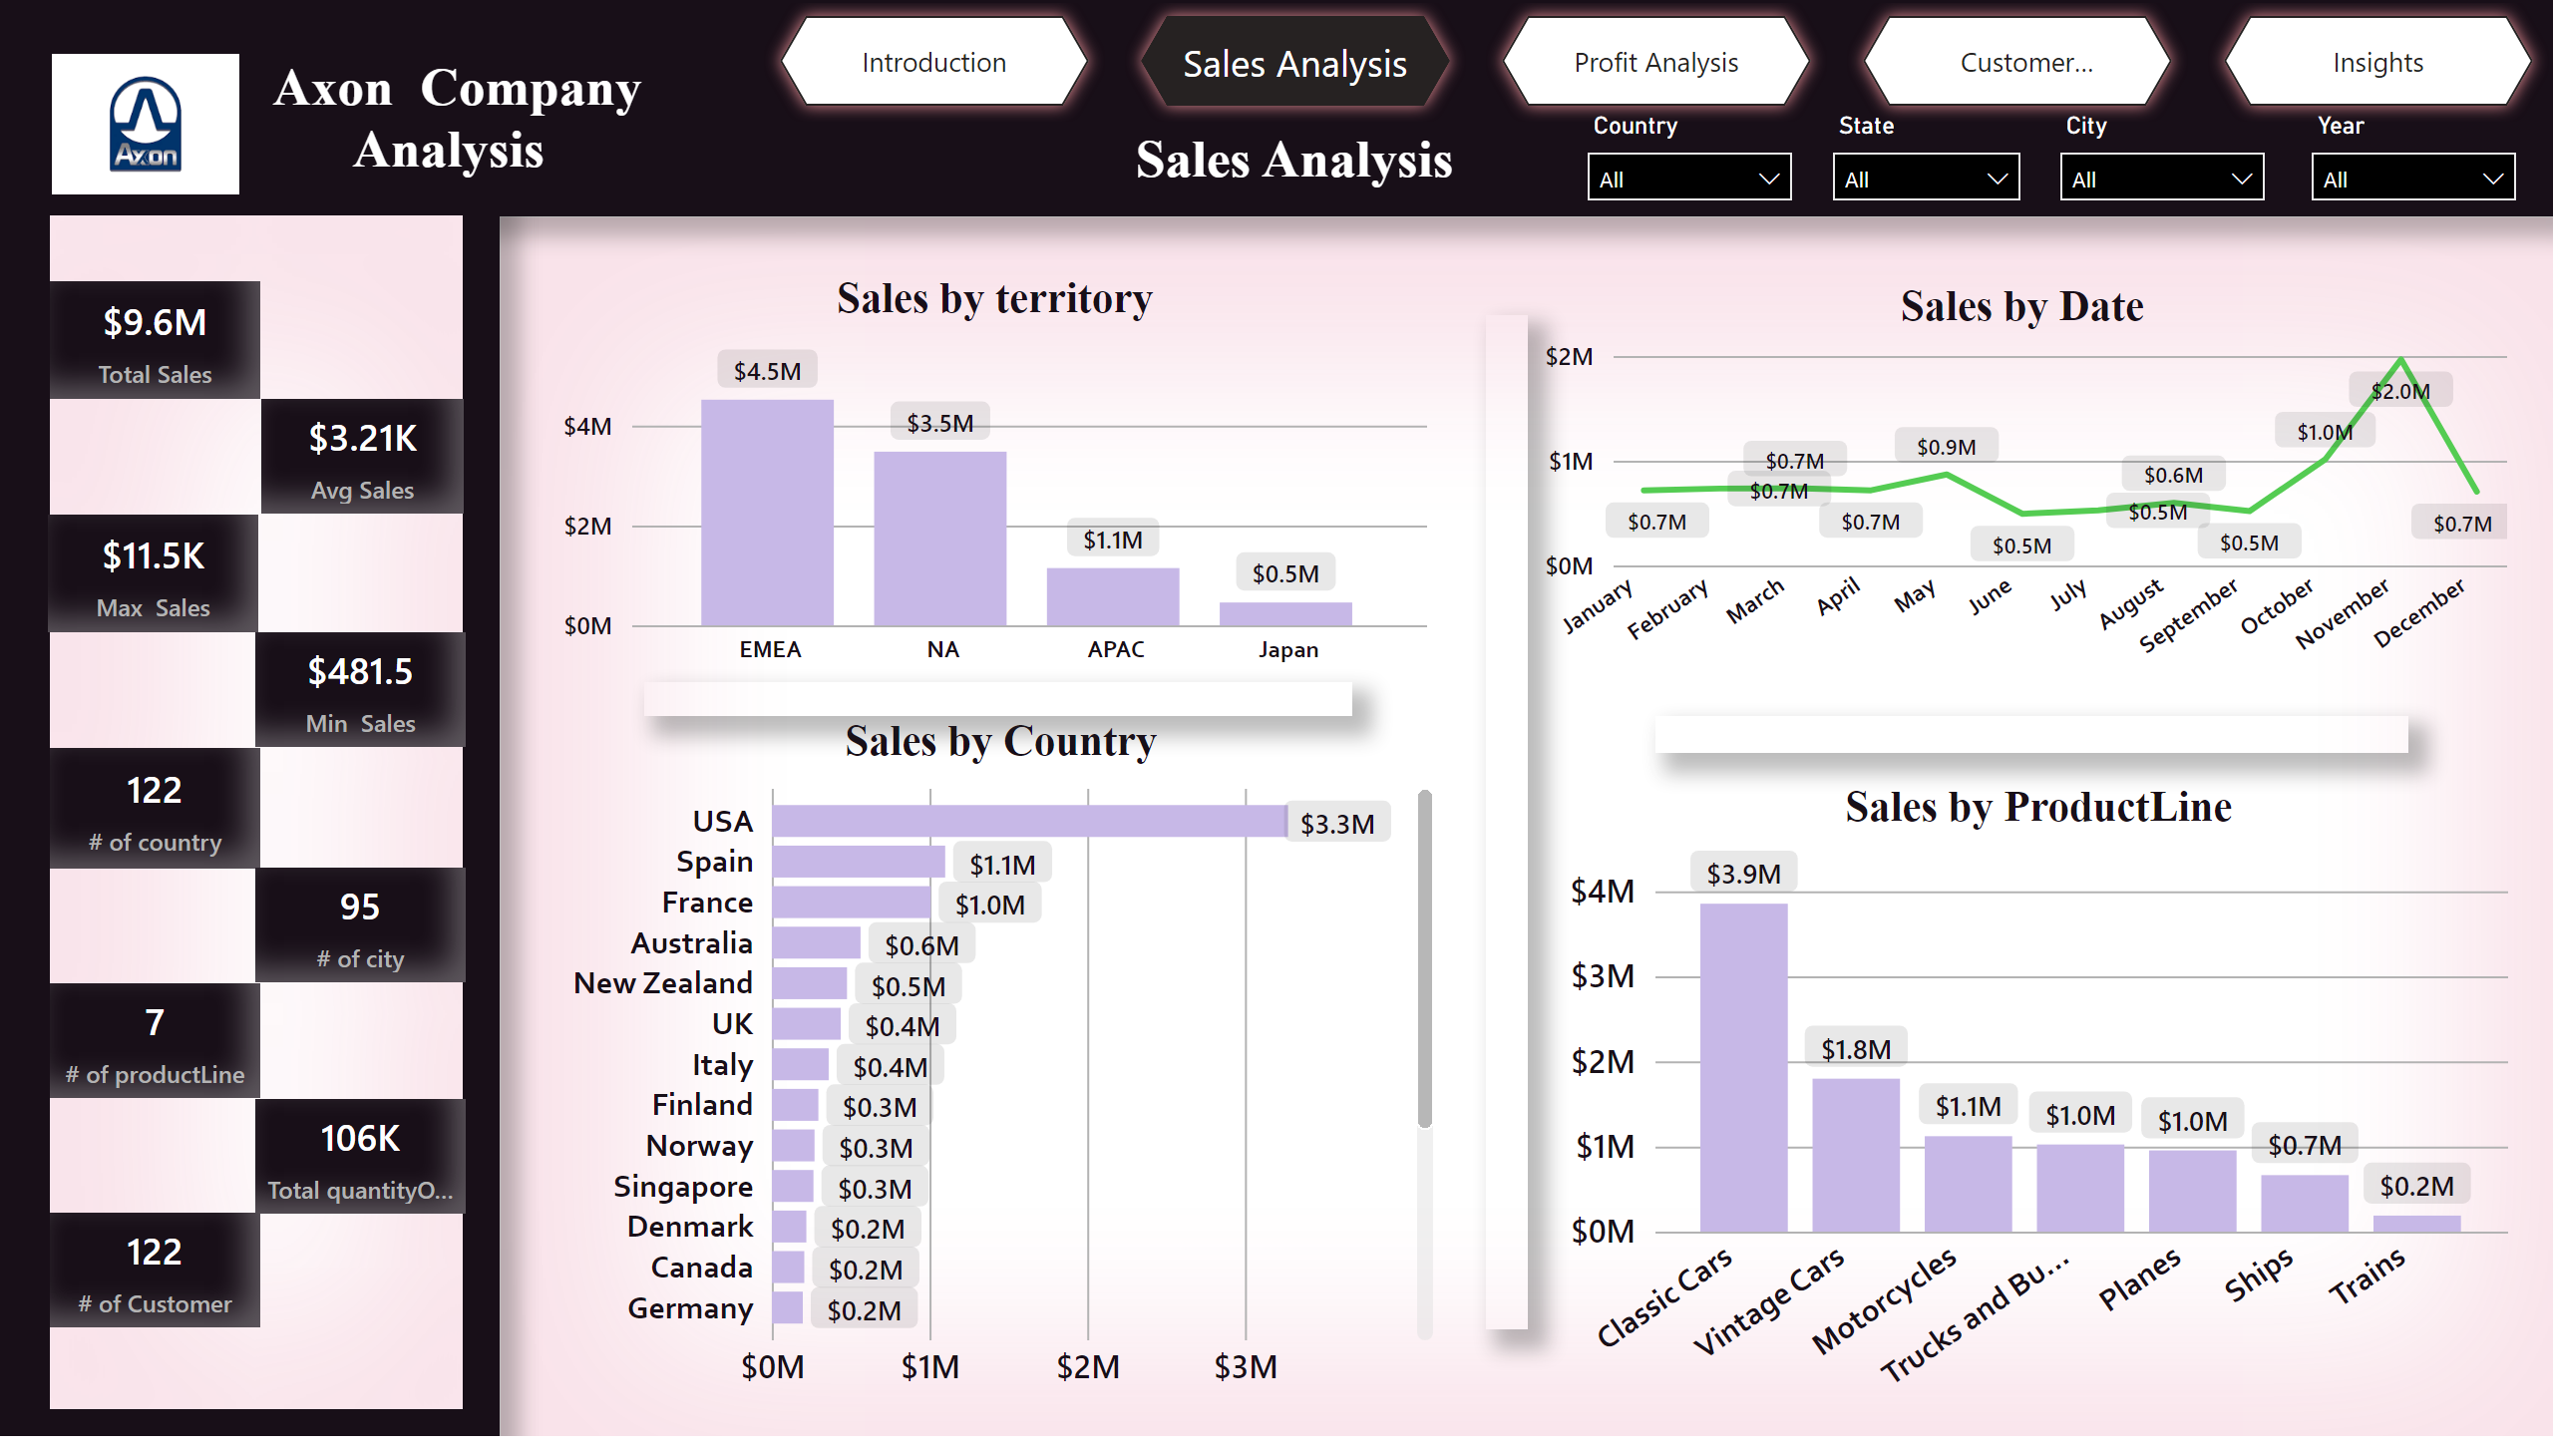 Axon
Axon Company
Analysis
Introduction
Sales Analysis
Profit Analysis
Customer...
Insights
Sales Analysis
Country
State
City
Year
All
All
All
All
$9.6M
Total Sales
$3.21K
Avg Sales
$11.5K
Max Sales
$481.5
Min Sales
122
# of country
95
# of city
7
# of productLine
106K
Total quantityO...
122
# of Customer
Sales by territory
$4M
$2M
$0M
$4.5M
$3.5M
$1.1M
$0.5M
EMEA
NA
APAC
Japan
Sales by Date
$2M
$1M
$0M
$0.7M
$0.7M
$0.7M
$0.7M
$0.9M
$0.5M
$0.5M
$0.6M
$0.5M
$1.0M
$2.0M
$0.7M
January
February
March
April
May
June
July
August
September
October
November
December
Sales by Country
USA $3.3M
Spain $1.1M
France $1.0M
Australia $0.6M
New Zealand $0.5M
UK $0.4M
Italy $0.4M
Finland $0.3M
Norway $0.3M
Singapore $0.3M
Denmark $0.2M
Canada $0.2M
Germany $0.2M
$0M $1M $2M $3M
Sales by ProductLine
$4M
$3M
$2M
$1M
$0M
$3.9M
$1.8M
$1.1M
$1.0M
$1.0M
$0.7M
$0.2M
Classic Cars
Vintage Cars
Motorcycles
Trucks and Bu...
Planes
Ships
Trains